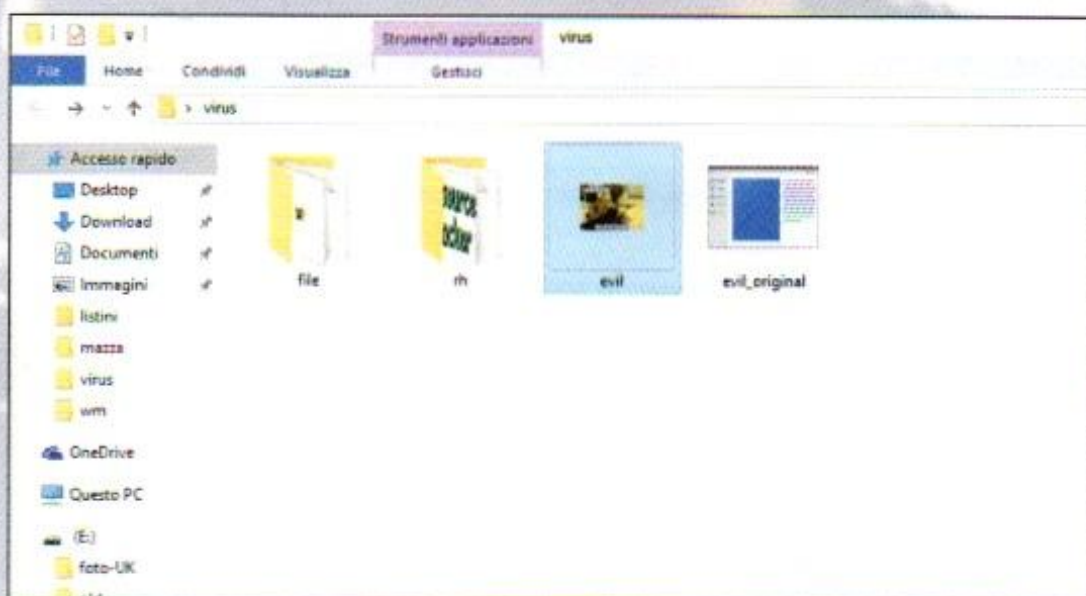 Strumenti applicazioni virus
File Home Condividi Visualizza Gestisci
> virus
Accesso rapido
Desktop
Download
Documenti
Immagini
listini
mazza
virus
wm
OneDrive
Questo PC
(E:)
foto-UK
file
rh
evil
evil_original